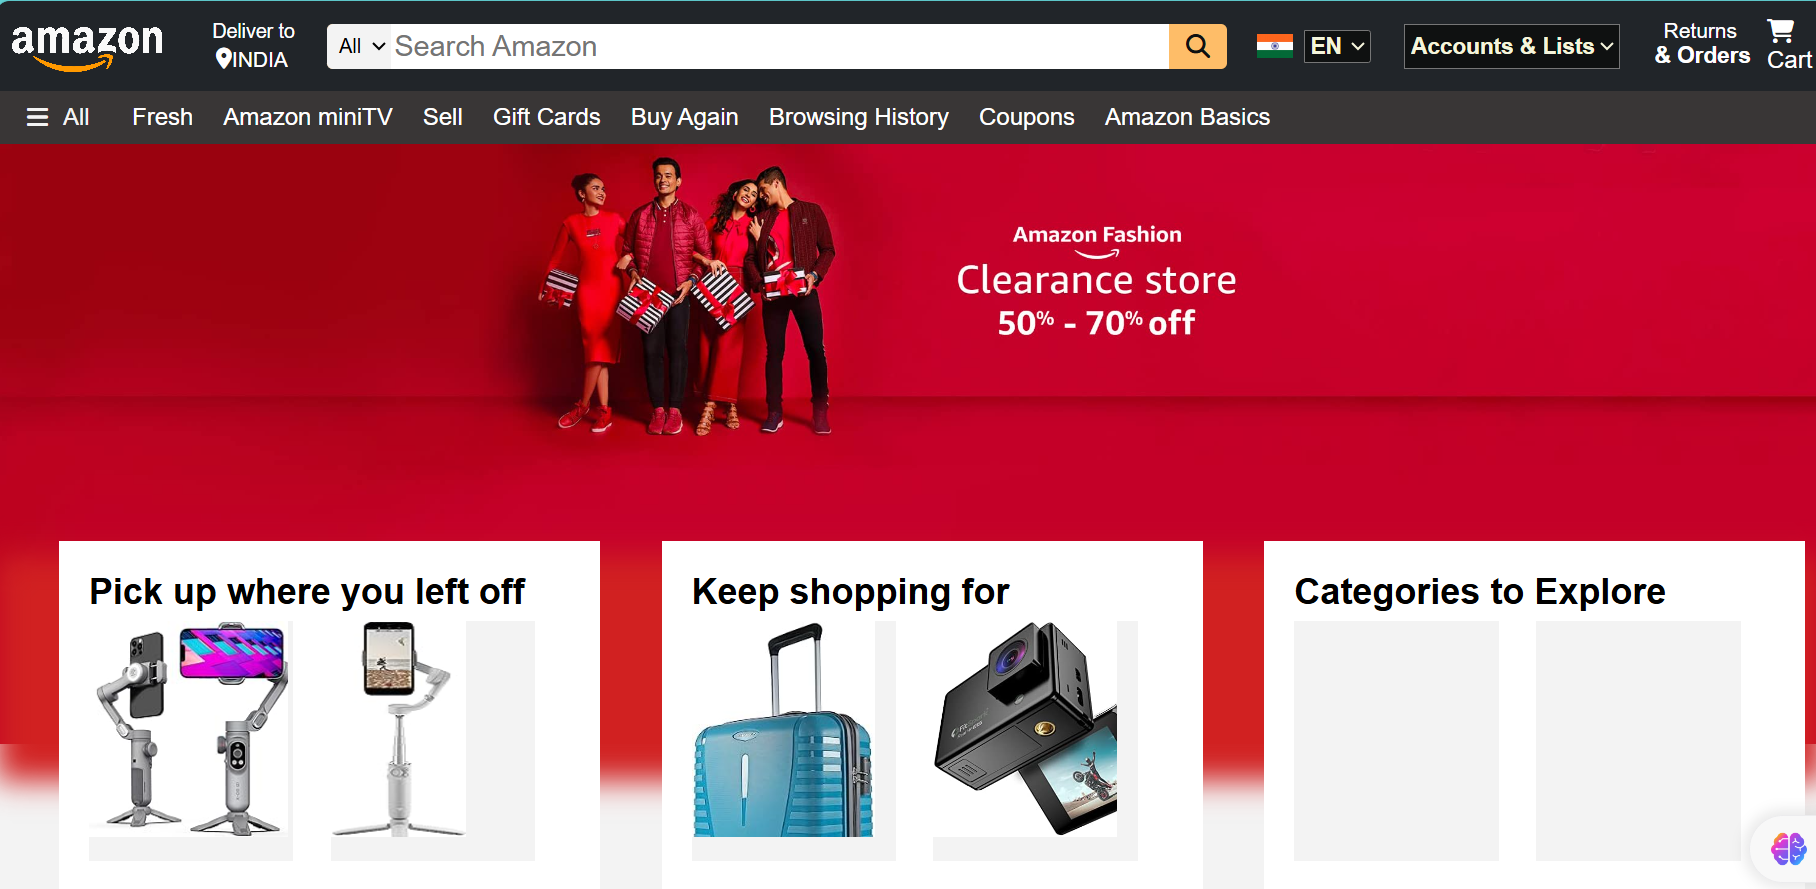 amazon
Deliver to
INDIA
All
Search Amazon
EN
Accounts & Lists
Returns
& Orders
Cart
All
Fresh
Amazon miniTV
Sell
Gift Cards
Buy Again
Browsing History
Coupons
Amazon Basics
Amazon Fashion
Clearance store
50% - 70% off
Pick up where you left off
Keep shopping for
Categories to Explore